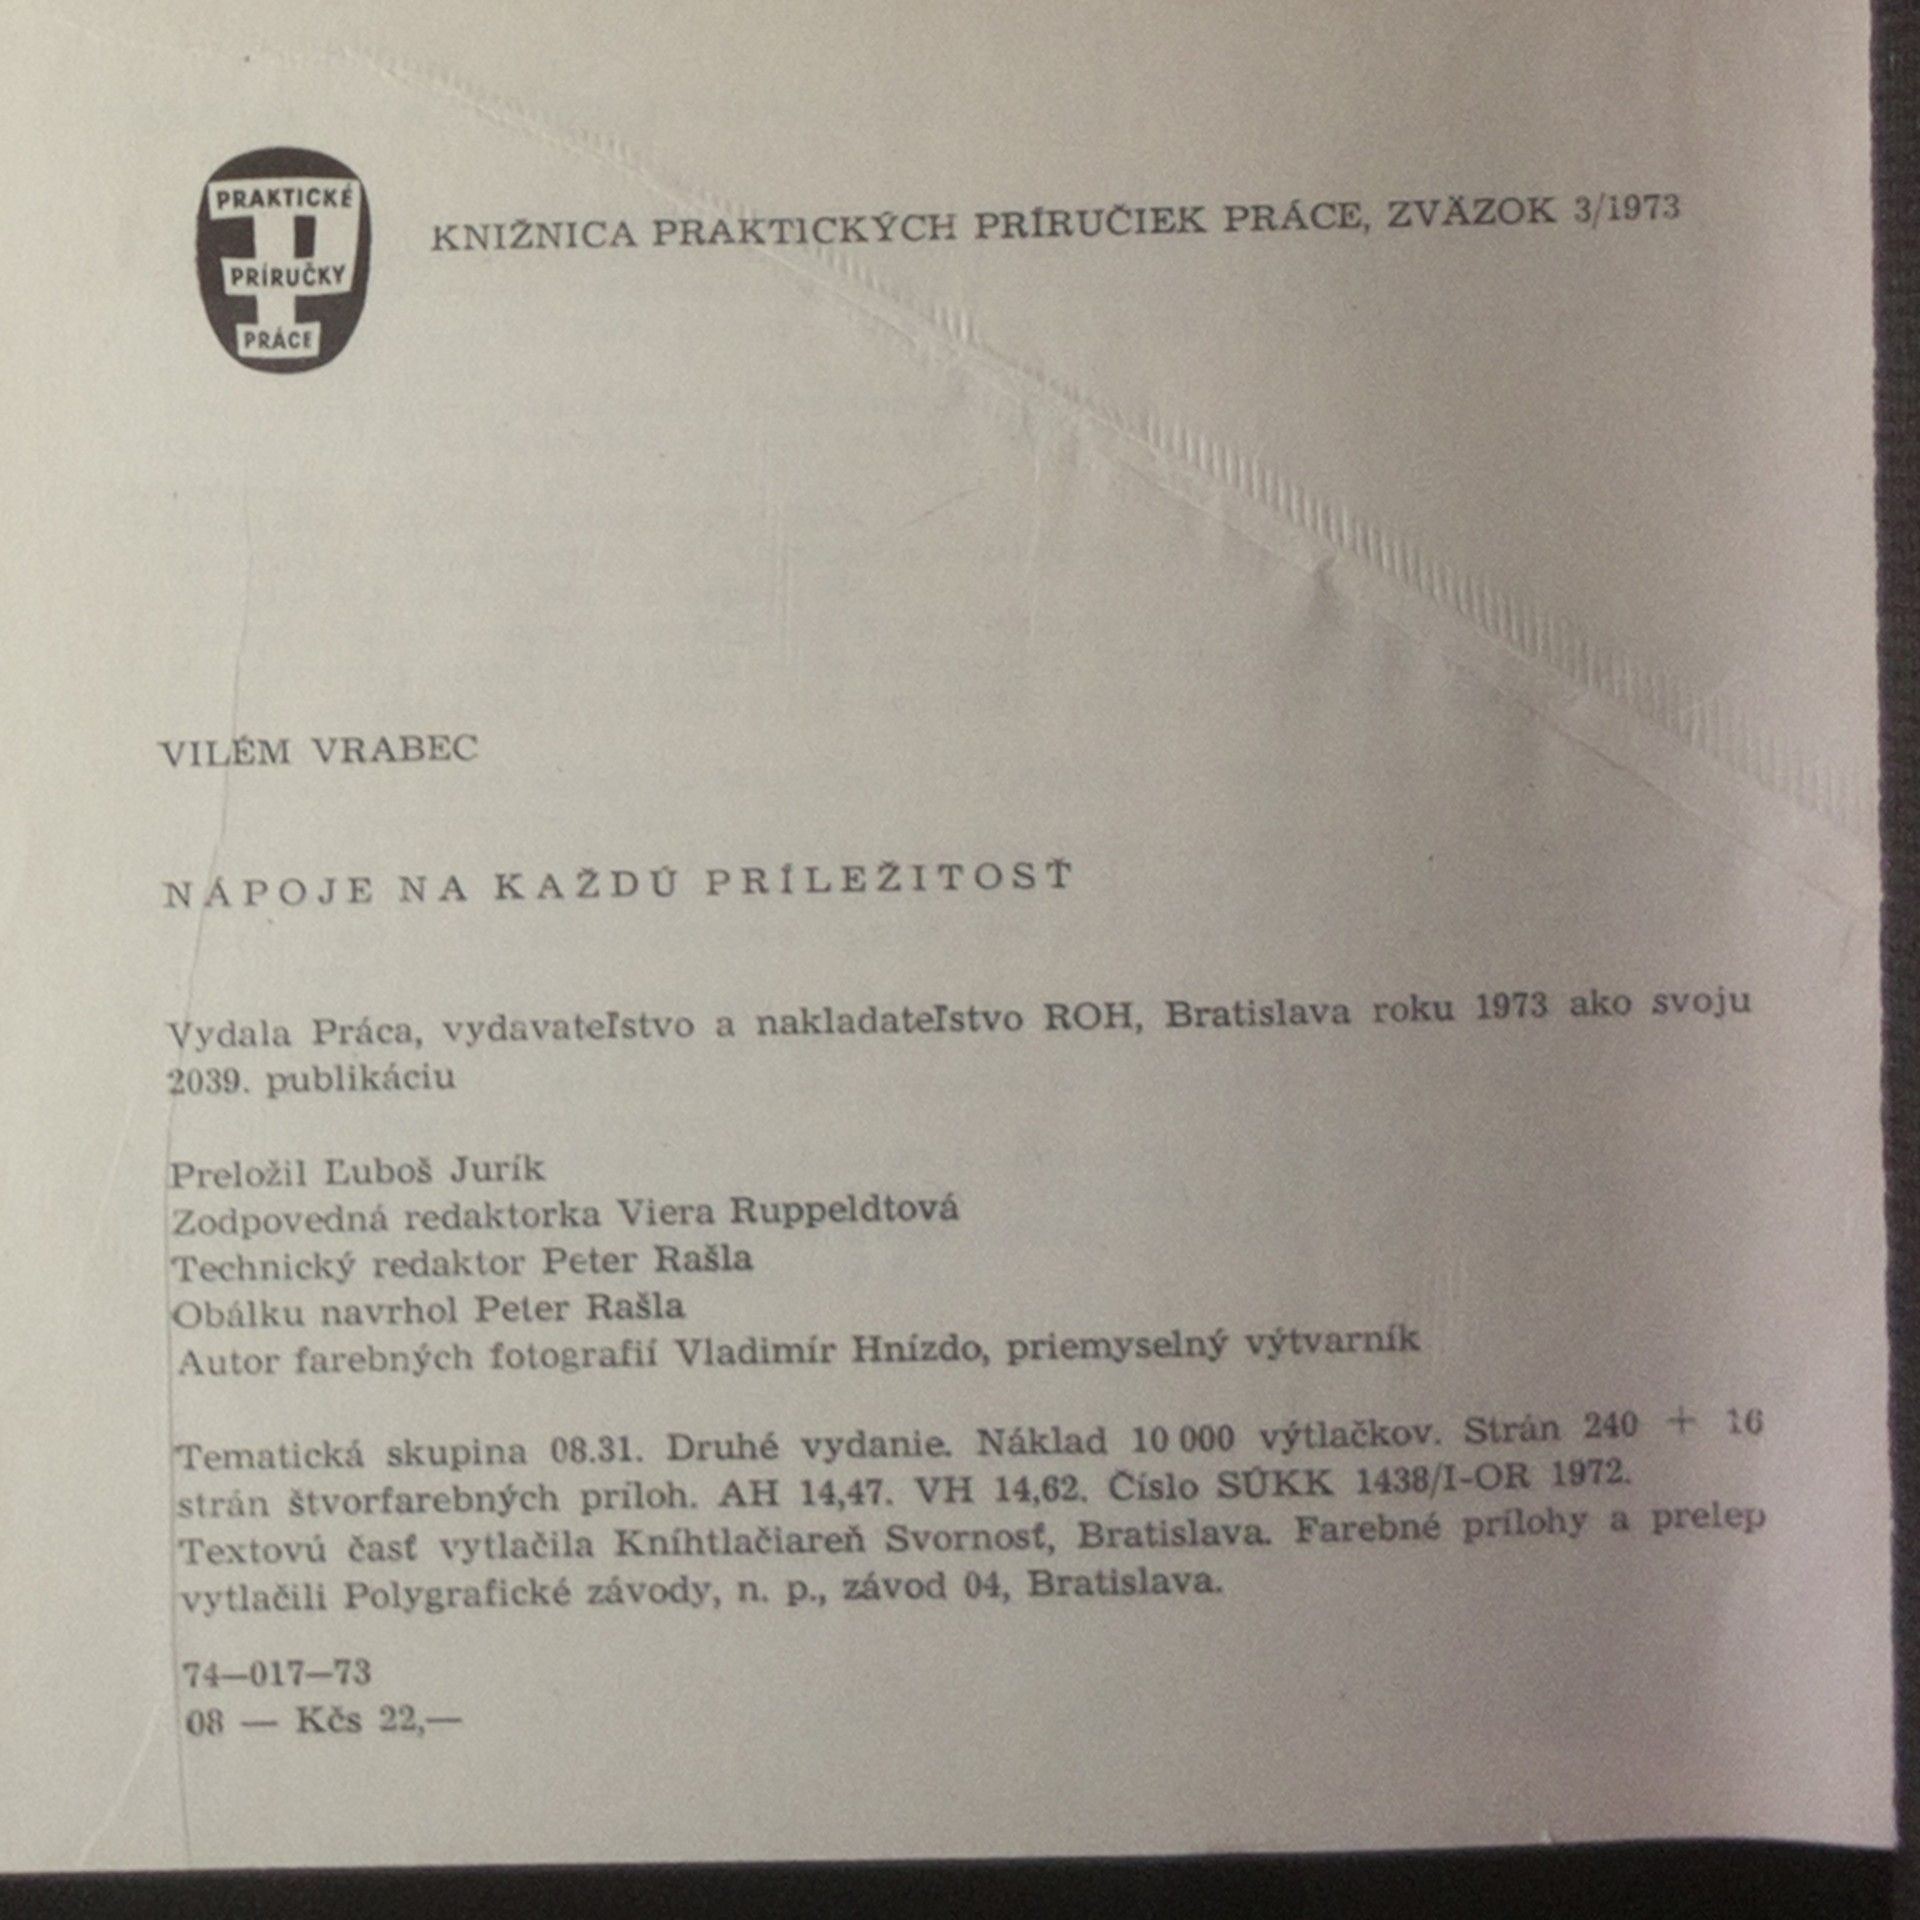 PRAKTICKÉ
PRÍRUČKY
PRÁCE
KNIŽNICA PRAKTICKÝCH PRÍRUČIEK PRÁCE, ZVÄZOK 3/1973
VILÉM VRABEC
NÁPOJE NA KAŽDÚ PRÍLEŽITOSŤ
Vydala Práca, vydavateľstvo a nakladateľstvo ROH, Bratislava roku 1973 ako svoju
2039. publikáciu
Preložil Ľuboš Jurík
Zodpovedná redaktorka Viera Ruppeldtová
Technický redaktor Peter Rašla
Obálku navrhol Peter Rašla
Autor farebných fotografií Vladimír Hnízdo, priemyselný výtvarník
Tematická skupina 08.31. Druhé vydanie. Náklad 10 000 výtlačkov. Strán 240 + 16
strán štvorfarebných príloh. AH 14,47. VH 14,62. Číslo SÚKK 1438/I-OR 1972.
Textovú časť vytlačila Kníhtlačiareň Svornosť, Bratislava. Farebné prílohy a prelep
vytlačili Polygrafické závody, n. p., závod 04, Bratislava.
74—017—73
08 — Kčs 22,—